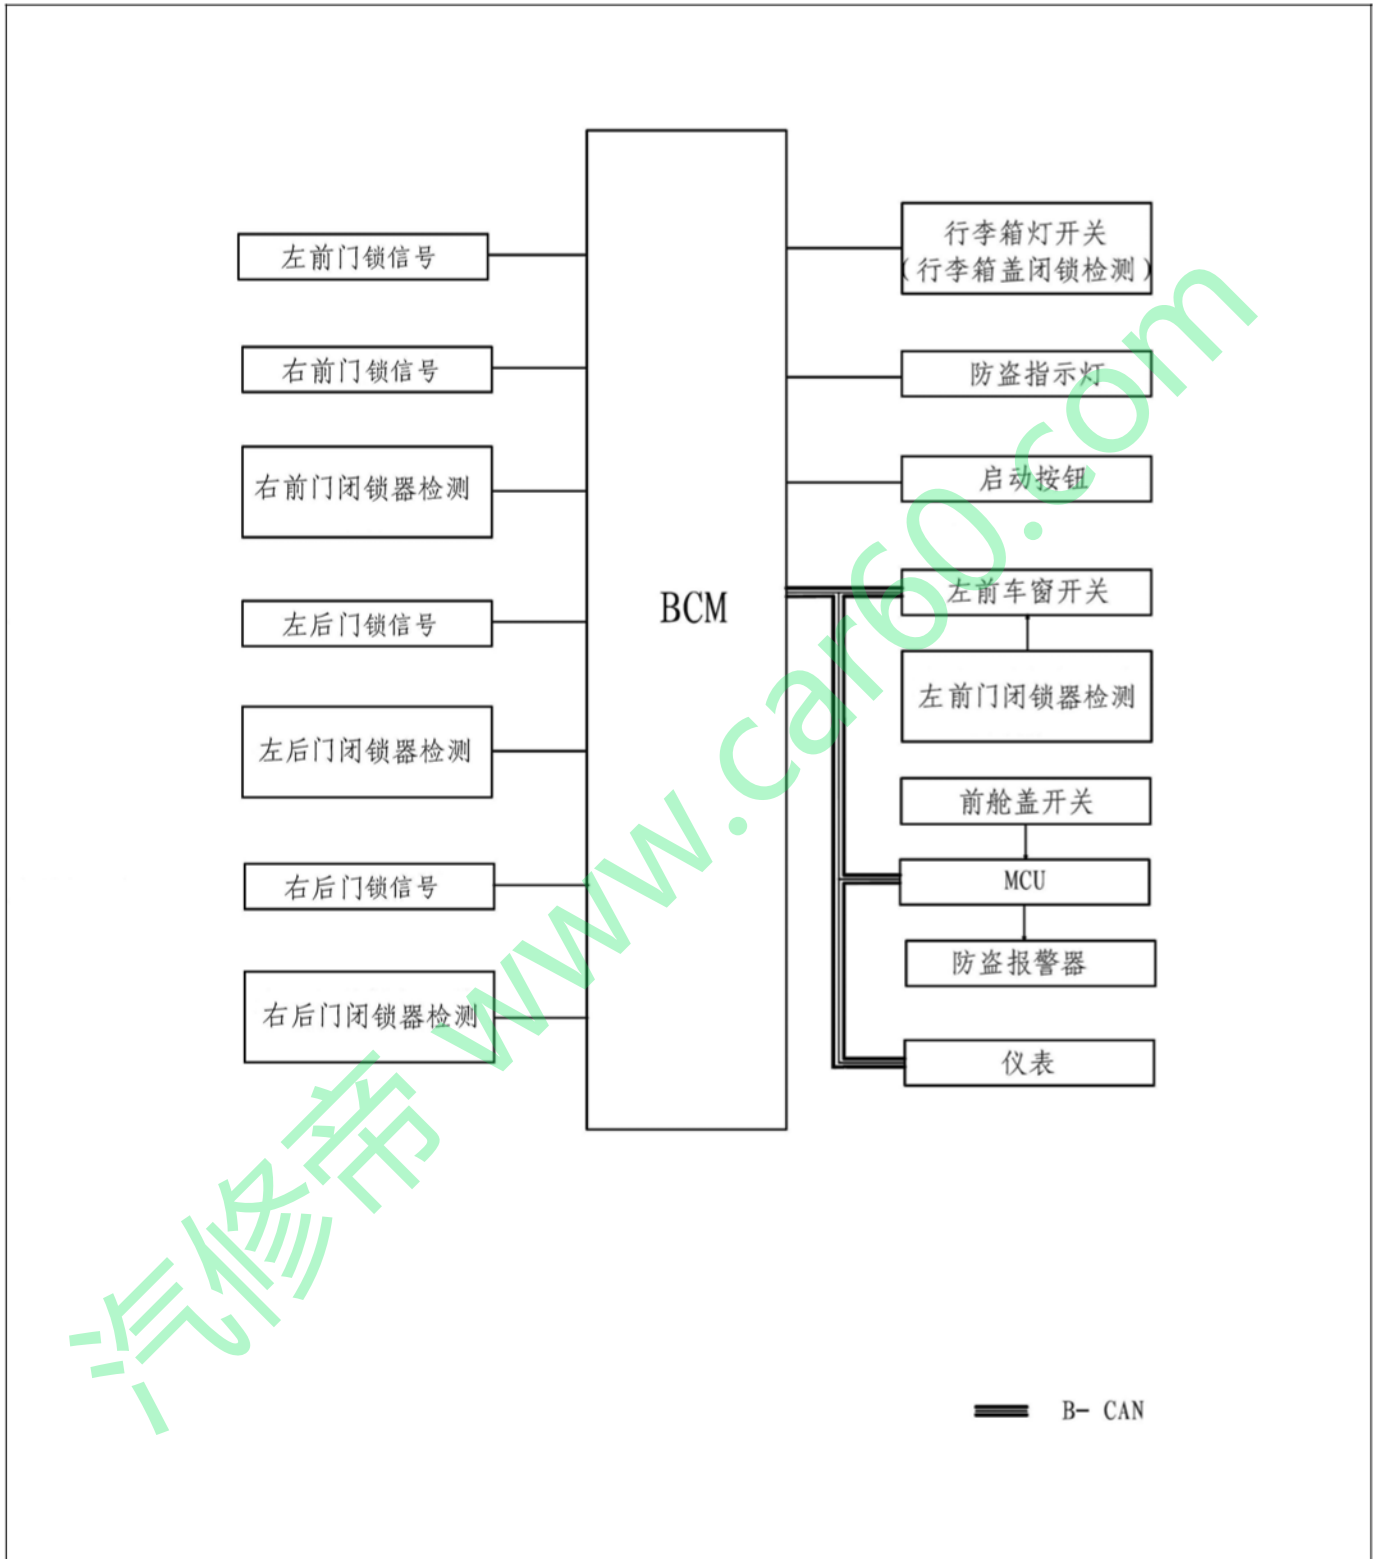 左前门锁信号
右前门锁信号
右前门闭锁器检测
左后门锁信号
左后门闭锁器检测
右后门锁信号
右后门闭锁器检测
BCM
行李箱灯开关
(行李箱盖闭锁检测)
防盗指示灯
启动按钮
左前车窗开关
左前门闭锁器检测
前舱盖开关
MCU
防盗报警器
仪表
B- CAN
汽修帝 www.car60.com